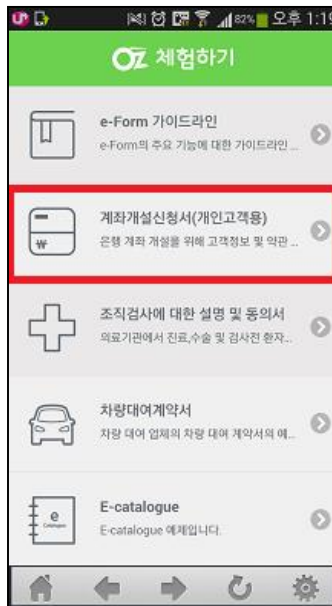 82% 오후 1:19
OZ 체험하기
e-Form 가이드라인
e-Form의 주요 기능에 대한 가이드라인 ...
계좌개설신청서(개인고객용)
은행 계좌 개설을 위해 고객정보 및 약관 ...
조직검사에 대한 설명 및 동의서
의료기관에서 진료,수술 및 검사전 환자...
차량대여계약서
차량 대여 업체의 차량 대여 계약서의 예...
E-catalogue
E-catalogue 예제입니다.